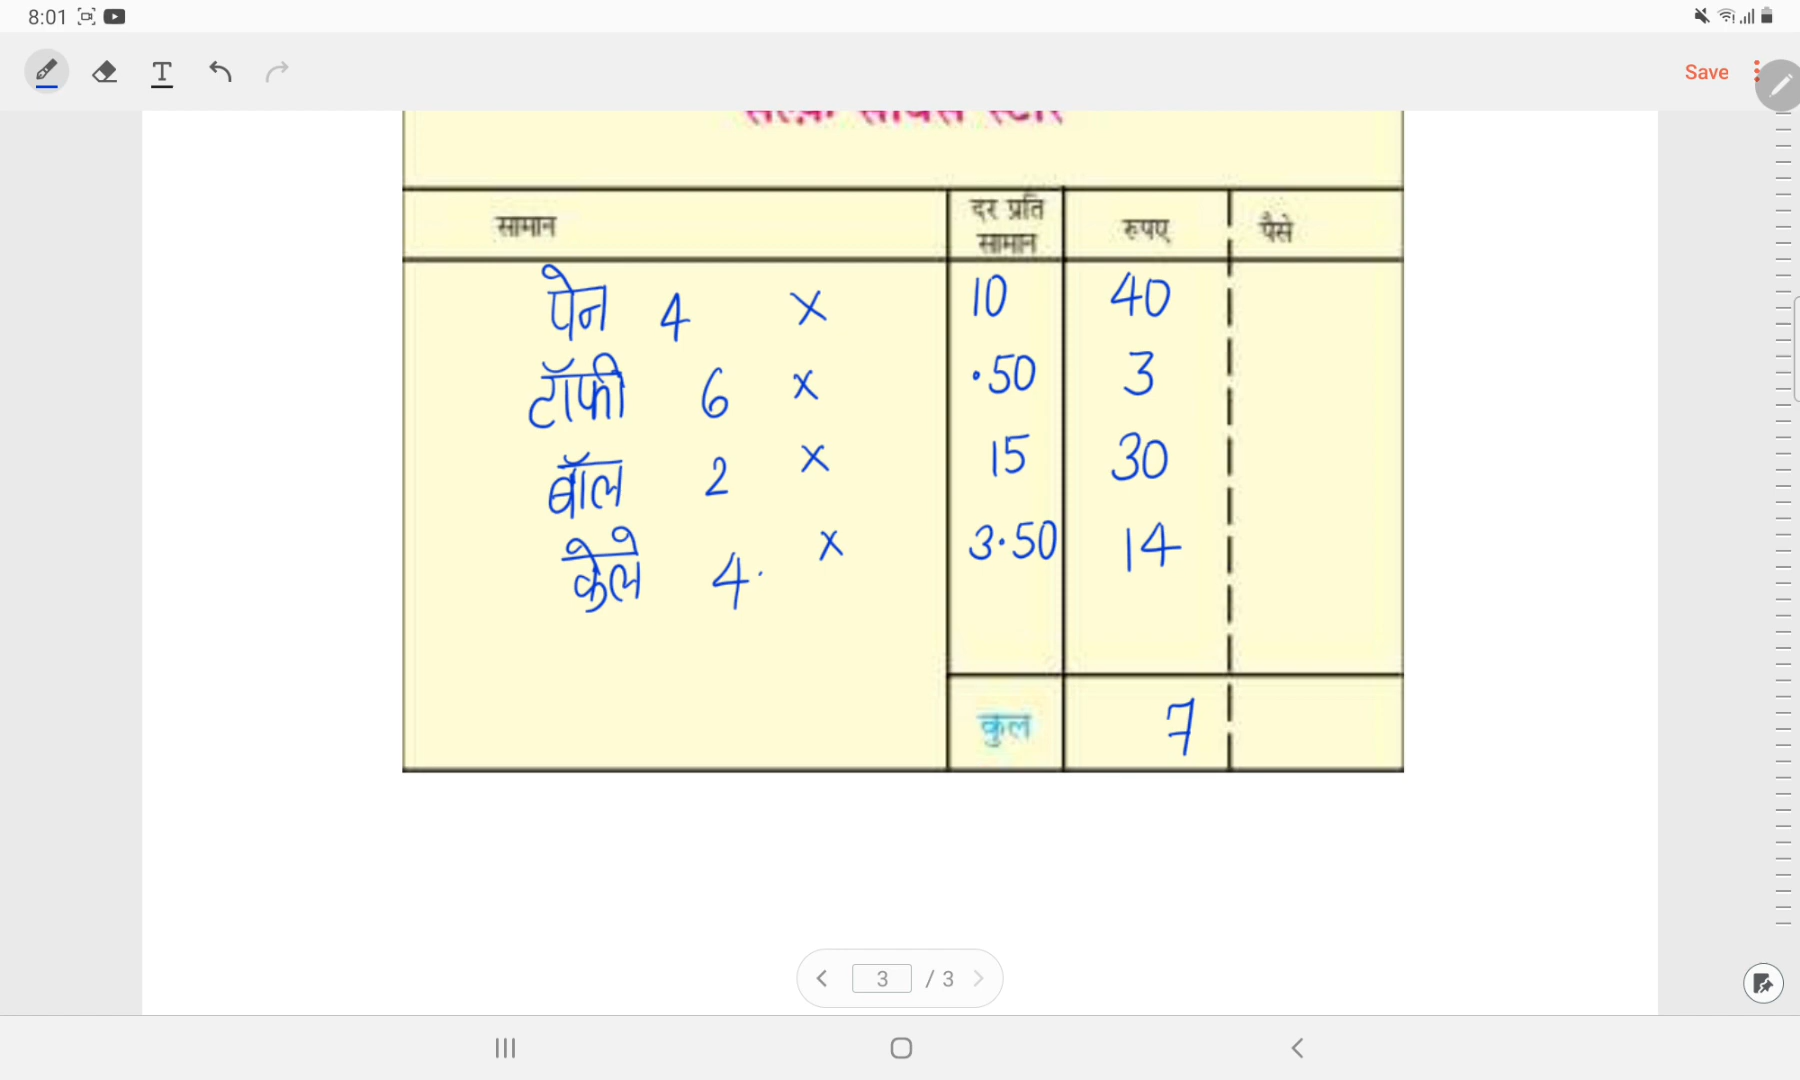 8:01
Save
सेल्फ़ सर्विस स्टोर
सामान दर प्रति सामान रुपए पैसे
पेन 4 × 10 40
टॉफी 6 × .50 3
बॉल 2 × 15 30
केले 4. × 3.50 14
कुल 7
3 / 3